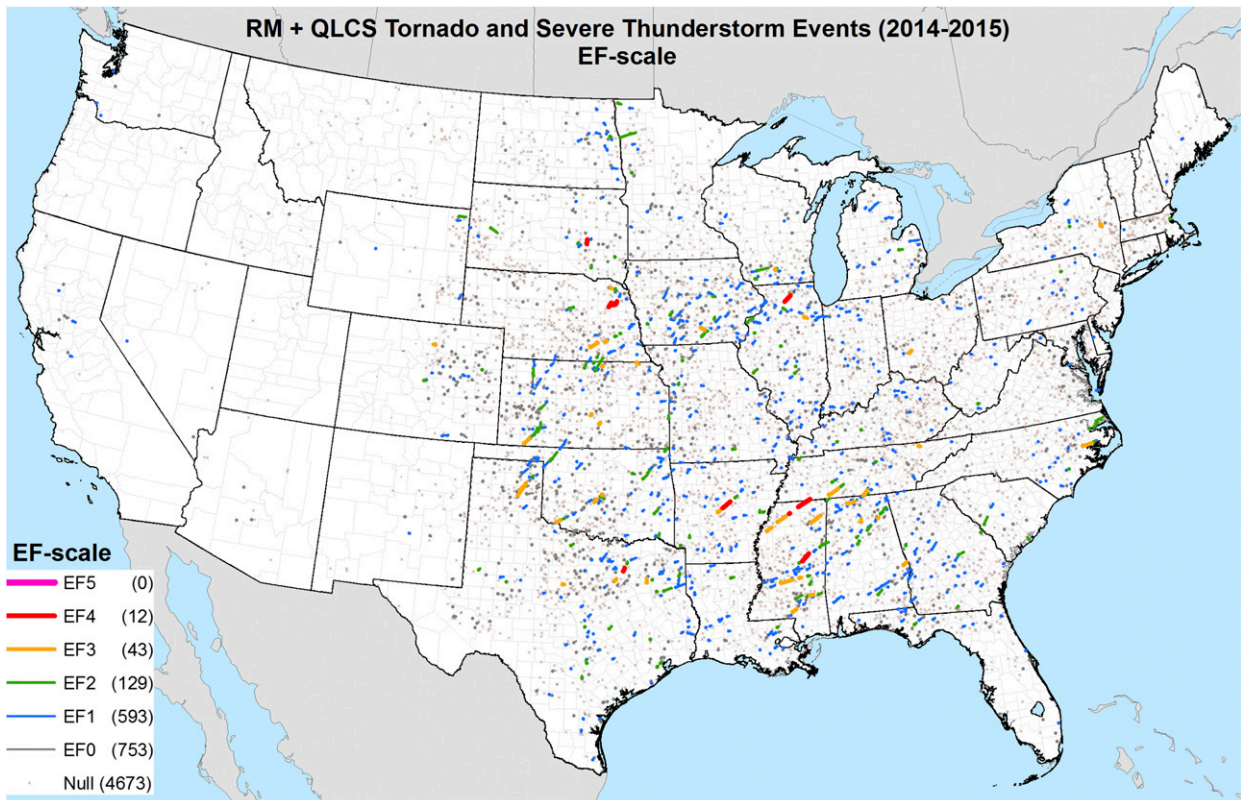 RM + QLCS Tornado and Severe Thunderstorm Events (2014-2015)
EF-scale
EF-scale
EF5 (0)
EF4 (12)
EF3 (43)
EF2 (129)
EF1 (593)
EF0 (753)
Null (4673)